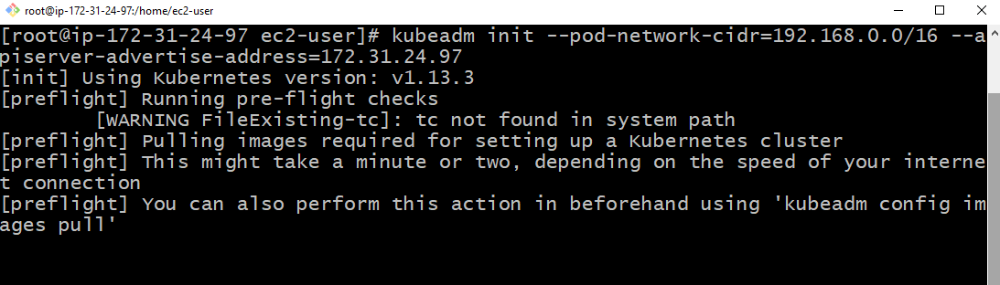 root@ip-172-31-24-97:/home/ec2-user
[root@ip-172-31-24-97 ec2-user]# kubeadm init --pod-network-cidr=192.168.0.0/16 --a
piserver-advertise-address=172.31.24.97
[init] Using Kubernetes version: v1.13.3
[preflight] Running pre-flight checks
        [WARNING FileExisting-tc]: tc not found in system path
[preflight] Pulling images required for setting up a Kubernetes cluster
[preflight] This might take a minute or two, depending on the speed of your interne
t connection
[preflight] You can also perform this action in beforehand using 'kubeadm config im
ages pull'